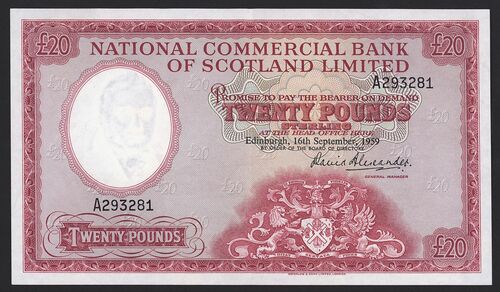 £20
£20
NATIONAL COMMERCIAL BANK
OF SCOTLAND LIMITED
A293281
PROMISE TO PAY THE BEARER ON DEMAND
TWENTY POUNDS
STERLING
AT THE HEAD OFFICE HERE
Edinburgh, 16th September, 1959
BY ORDER OF THE BOARD OF DIRECTORS
David Alexander
GENERAL MANAGER
A293281
TWENTY POUNDS
£20